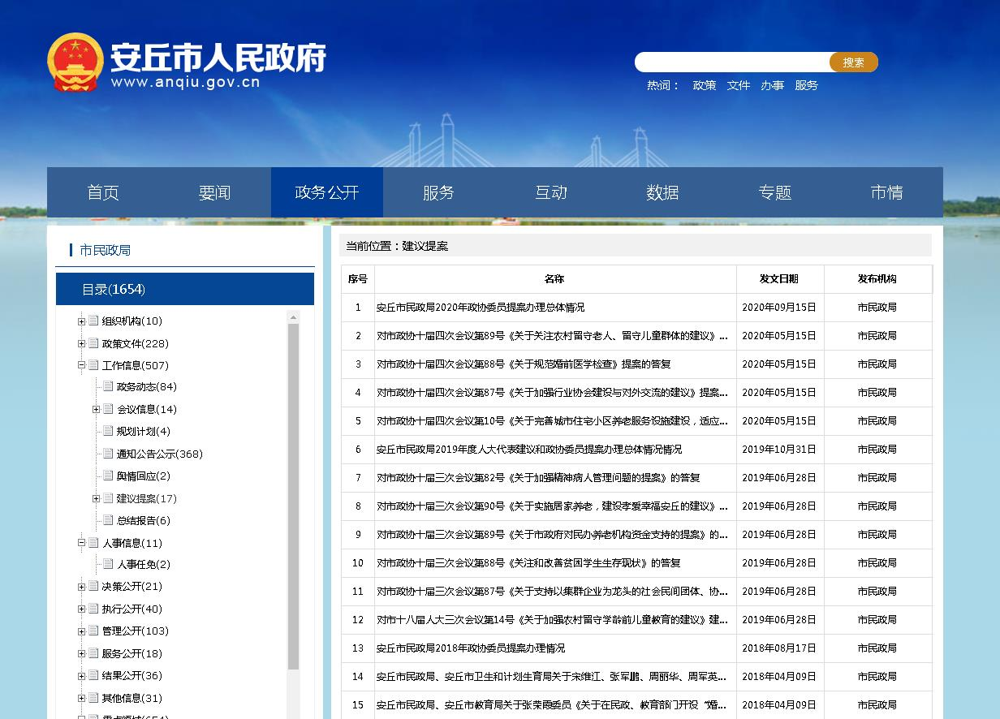 安丘市人民政府
www.anqiu.gov.cn
搜索
热词： 政策 文件 办事 服务
首页 要闻 政务公开 服务 互动 数据 专题 市情
市民政局
目录(1654)
组织机构(10)
政策文件(228)
工作信息(507)
政务动态(84)
会议信息(14)
规划计划(4)
通知公告公示(368)
舆情回应(2)
建议提案(17)
总结报告(6)
人事信息(11)
人事任免(2)
决策公开(21)
执行公开(40)
管理公开(103)
服务公开(18)
结果公开(36)
其他信息(31)
当前位置：建议提案
序号 名称 发文日期 发布机构
1 安丘市民政局2020年政协委员提案办理总体情况 2020年09月15日 市民政局
2 对市政协十届四次会议第89号《关于关注农村留守老人、留守儿童群体的建议》... 2020年05月15日 市民政局
3 对市政协十届四次会议第88号《关于规范婚前医学检查》提案的答复 2020年05月15日 市民政局
4 对市政协十届四次会议第87号《关于加强行业协会建设与对外交流的建议》提案... 2020年05月15日 市民政局
5 对市政协十届四次会议第10号《关于完善城市住宅小区养老服务设施建设，适应... 2020年05月15日 市民政局
6 安丘市民政局2019年度人大代表建议和政协委员提案办理总体情况情况 2019年10月31日 市民政局
7 对市政协十届三次会议第82号《关于加强精神病人管理问题的提案》的答复 2019年06月28日 市民政局
8 对市政协十届三次会议第90号《关于实施居家养老，建设孝爱幸福安丘的建议》... 2019年06月28日 市民政局
9 对市政协十届三次会议第89号《关于市政府对民办养老机构资金支持的提案》的... 2019年06月28日 市民政局
10 对市政协十届三次会议第88号《关注和改善贫困学生生存现状》的答复 2019年06月28日 市民政局
11 对市政协十届三次会议第87号《关于支持以集群企业为龙头的社会民间团体、协... 2019年06月28日 市民政局
12 对市十八届人大三次会议第14号《关于加强农村留守学龄前儿童教育的建议》建... 2019年06月28日 市民政局
13 安丘市民政局2018年政协委员提案办理情况 2018年08月17日 市民政局
14 安丘市民政局、安丘市卫生和计划生育局关于宋维江、张军鹏、周丽华、周军英... 2018年04月09日 市民政局
15 安丘市民政局、安丘市教育局关于张荣霞委员《关于在民政、教育部门开设“婚... 2018年04月09日 市民政局